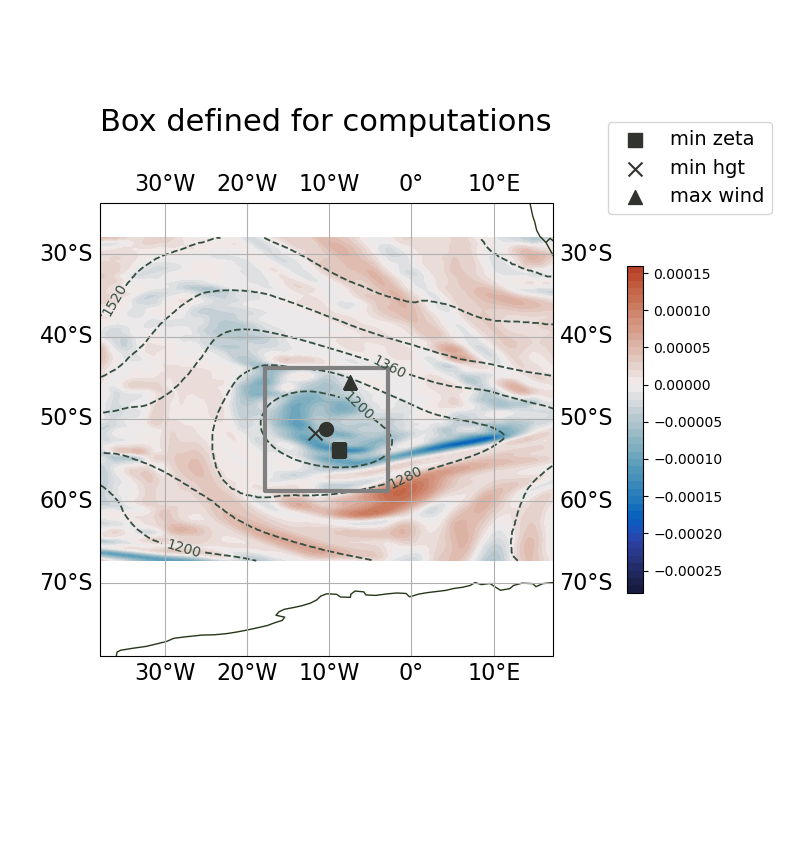 Box defined for computations
min zeta
min hgt
max wind
30°W 20°W 10°W 0° 10°E
30°S 30°S
40°S 40°S
50°S 50°S
60°S 60°S
70°S 70°S
30°W 20°W 10°W 0° 10°E
1520
1360
1200
1280
1200
0.00015
0.00010
0.00005
0.00000
−0.00005
−0.00010
−0.00015
−0.00020
−0.00025